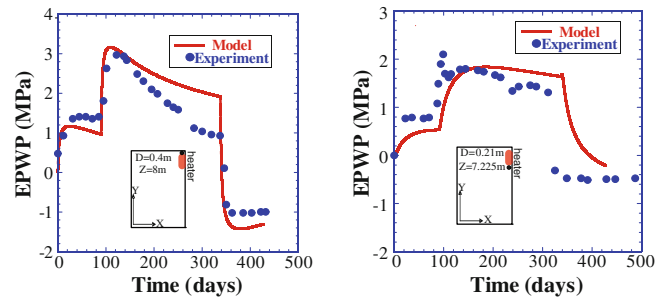 4
3
2
1
0
-1
-2
EPWP (MPa)
Model
Experiment
D=0.4m
Z=8m
heater
Y
X
0 100 200 300 400 500
Time (days)
3
2
1
0
-1
-2
EPWP (MPa)
Model
Experiment
D=0.21m
Z=7.225m
heater
Y
X
0 100 200 300 400 500
Time (days)